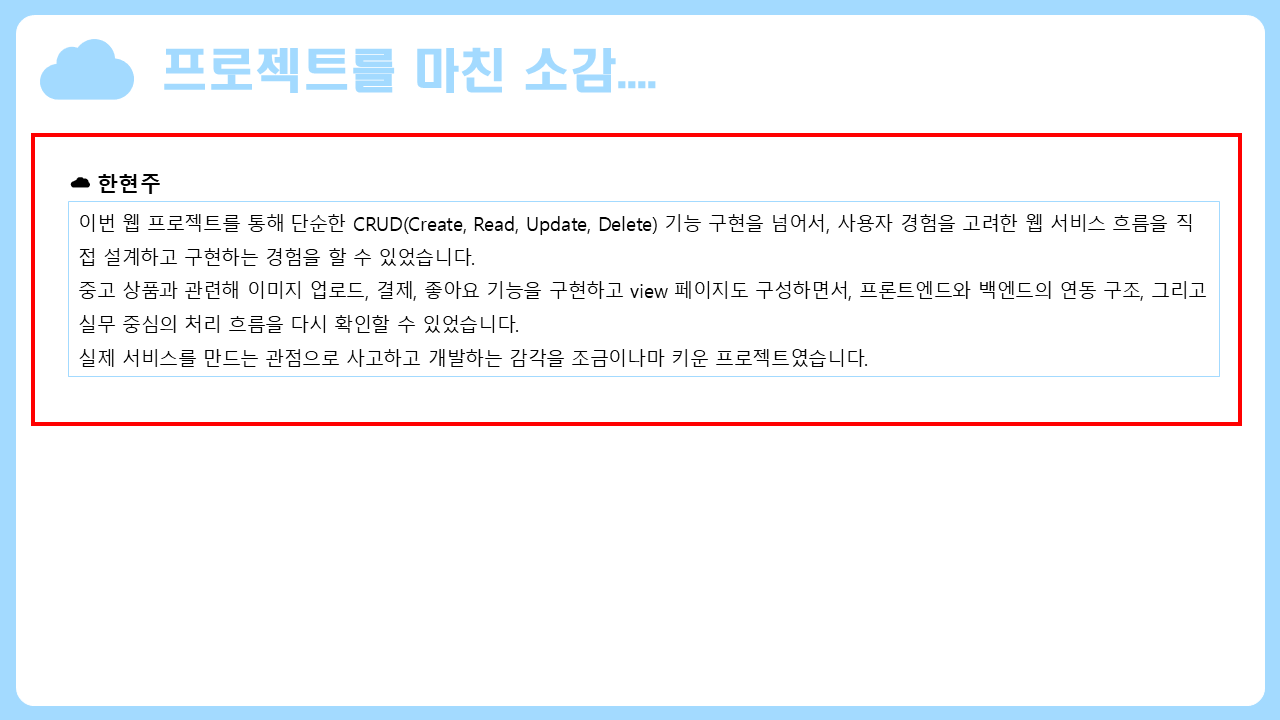 프로젝트를 마친 소감....
한현주
이번 웹 프로젝트를 통해 단순한 CRUD(Create, Read, Update, Delete) 기능 구현을 넘어서, 사용자 경험을 고려한 웹 서비스 흐름을 직
접 설계하고 구현하는 경험을 할 수 있었습니다.
중고 상품과 관련해 이미지 업로드, 결제, 좋아요 기능을 구현하고 view 페이지도 구성하면서, 프론트엔드와 백엔드의 연동 구조, 그리고
실무 중심의 처리 흐름을 다시 확인할 수 있었습니다.
실제 서비스를 만드는 관점으로 사고하고 개발하는 감각을 조금이나마 키운 프로젝트였습니다.